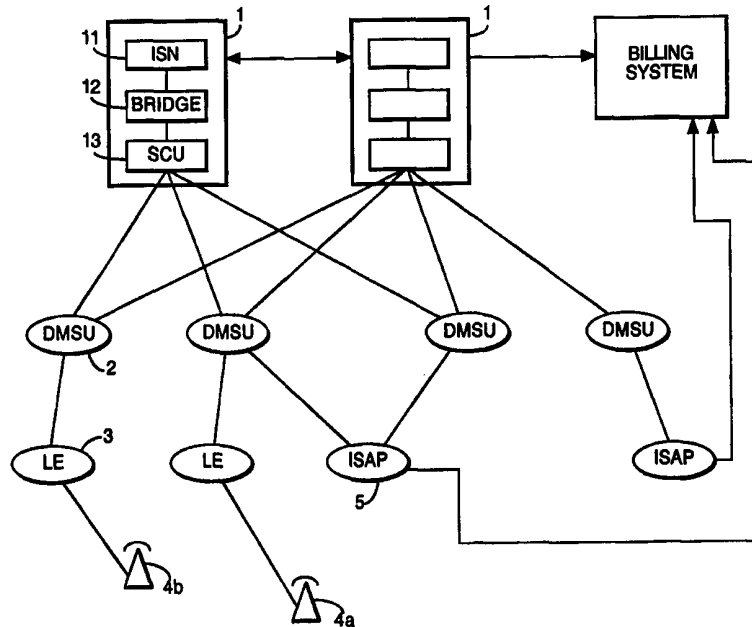 1
1
11
ISN
12
BRIDGE
13
SCU
BILLING
SYSTEM
DMSU
DMSU
DMSU
DMSU
2
3
LE
LE
ISAP
ISAP
5
4b
4a